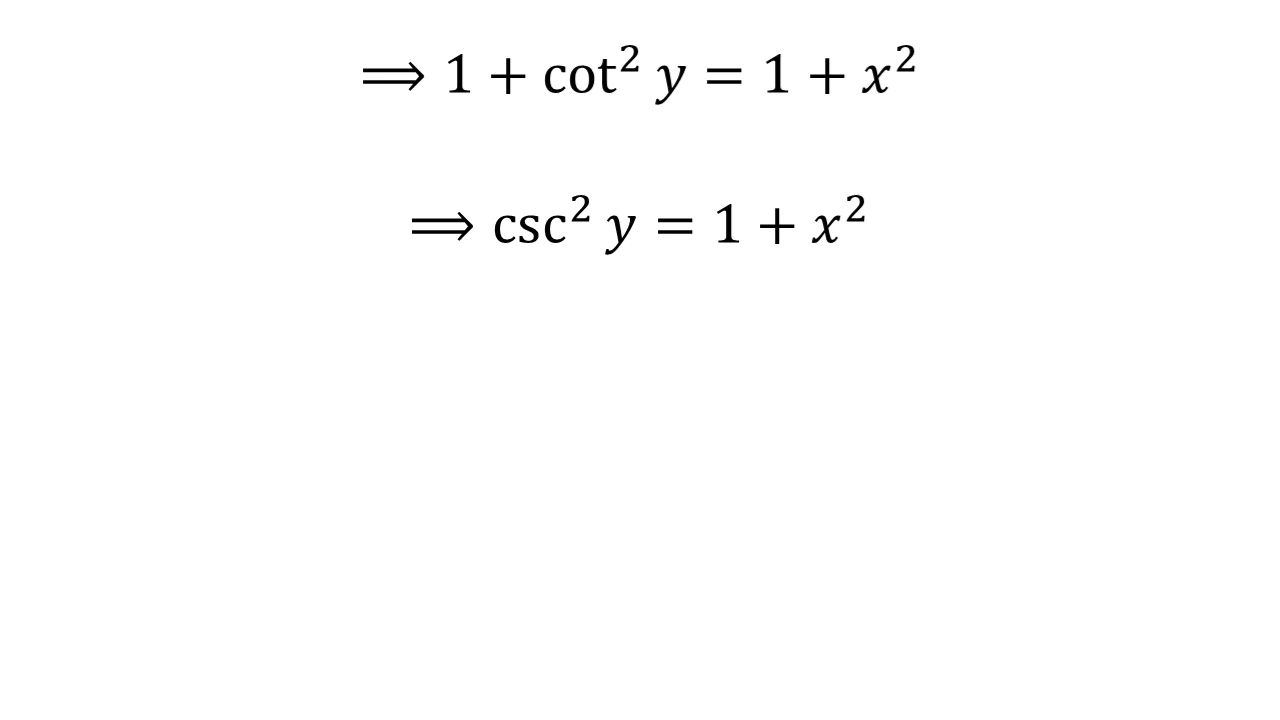 ⟹ 1 + cot² y = 1 + x²
⟹ csc² y = 1 + x²